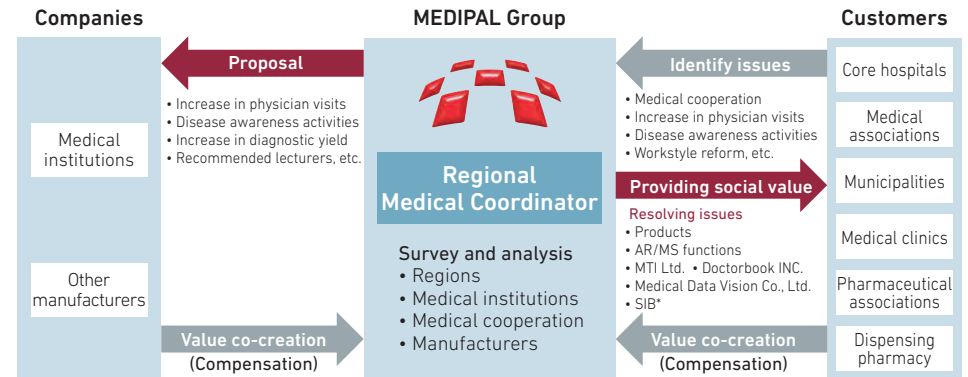 Companies
MEDIPAL Group
Customers
Proposal
• Increase in physician visits
• Disease awareness activities
• Increase in diagnostic yield
• Recommended lecturers, etc.
Medical
institutions
Other
manufacturers
Value co-creation
(Compensation)
Regional
Medical Coordinator
Survey and analysis
• Regions
• Medical institutions
• Medical cooperation
• Manufacturers
Identify issues
• Medical cooperation
• Increase in physician visits
• Disease awareness activities
• Workstyle reform, etc.
Providing social value
Resolving issues
• Products
• AR/MS functions
• MTI Ltd. • Doctorbook INC.
• Medical Data Vision Co., Ltd.
• SIB*
Value co-creation
(Compensation)
Core hospitals
Medical
associations
Municipalities
Medical clinics
Pharmaceutical
associations
Dispensing
pharmacy